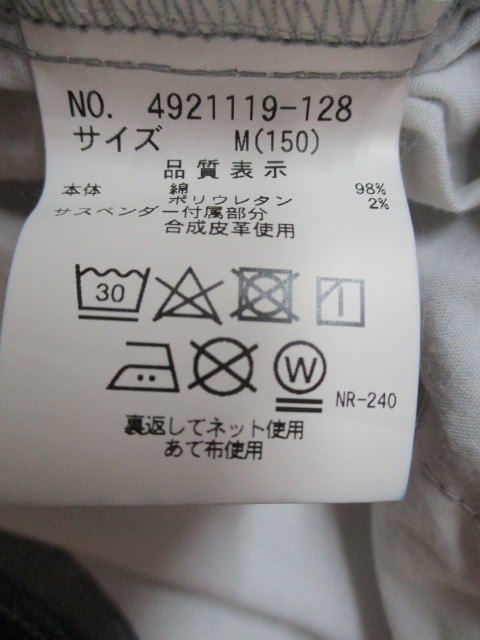 NO. 4921119-128
サイズ M(150)
品質表示
本体 綿 98%
ポリウレタン 2%
サスペンダー付属部分
合成皮革使用
30
W
NR-240
裏返してネット使用
あて布使用